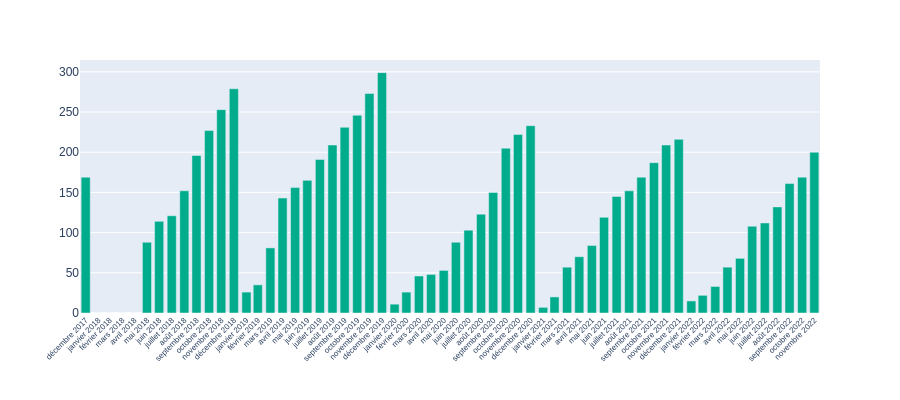 300
250
200
150
100
50
0
décembre 2017
janvier 2018
février 2018
mars 2018
avril 2018
mai 2018
juin 2018
juillet 2018
août 2018
septembre 2018
octobre 2018
novembre 2018
décembre 2018
janvier 2019
février 2019
mars 2019
avril 2019
mai 2019
juin 2019
juillet 2019
août 2019
septembre 2019
octobre 2019
novembre 2019
décembre 2019
janvier 2020
février 2020
mars 2020
avril 2020
mai 2020
juin 2020
juillet 2020
août 2020
septembre 2020
octobre 2020
novembre 2020
décembre 2020
janvier 2021
février 2021
mars 2021
avril 2021
mai 2021
juin 2021
juillet 2021
août 2021
septembre 2021
octobre 2021
novembre 2021
décembre 2021
janvier 2022
février 2022
mars 2022
avril 2022
mai 2022
juin 2022
juillet 2022
août 2022
septembre 2022
octobre 2022
novembre 2022